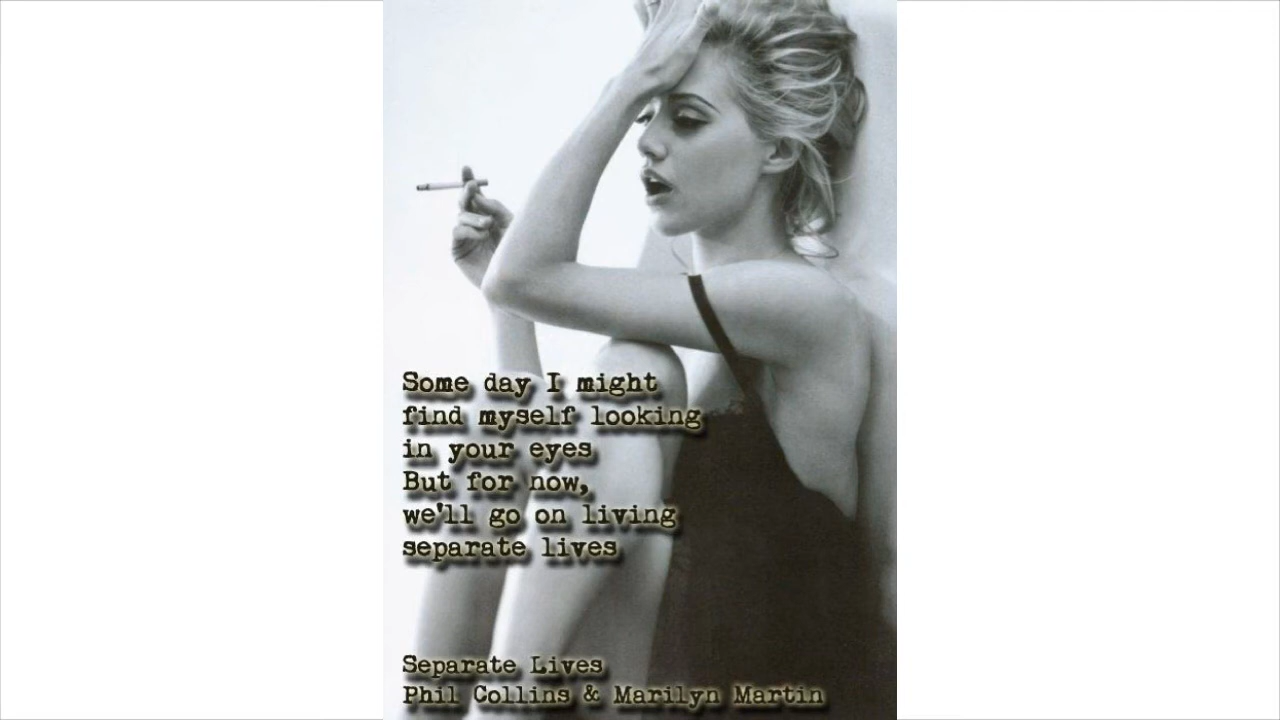 Some day I might
find myself looking
in your eyes
But for now,
we'll go on living
separate lives
Separate Lives
Phil Collins & Marilyn Martin